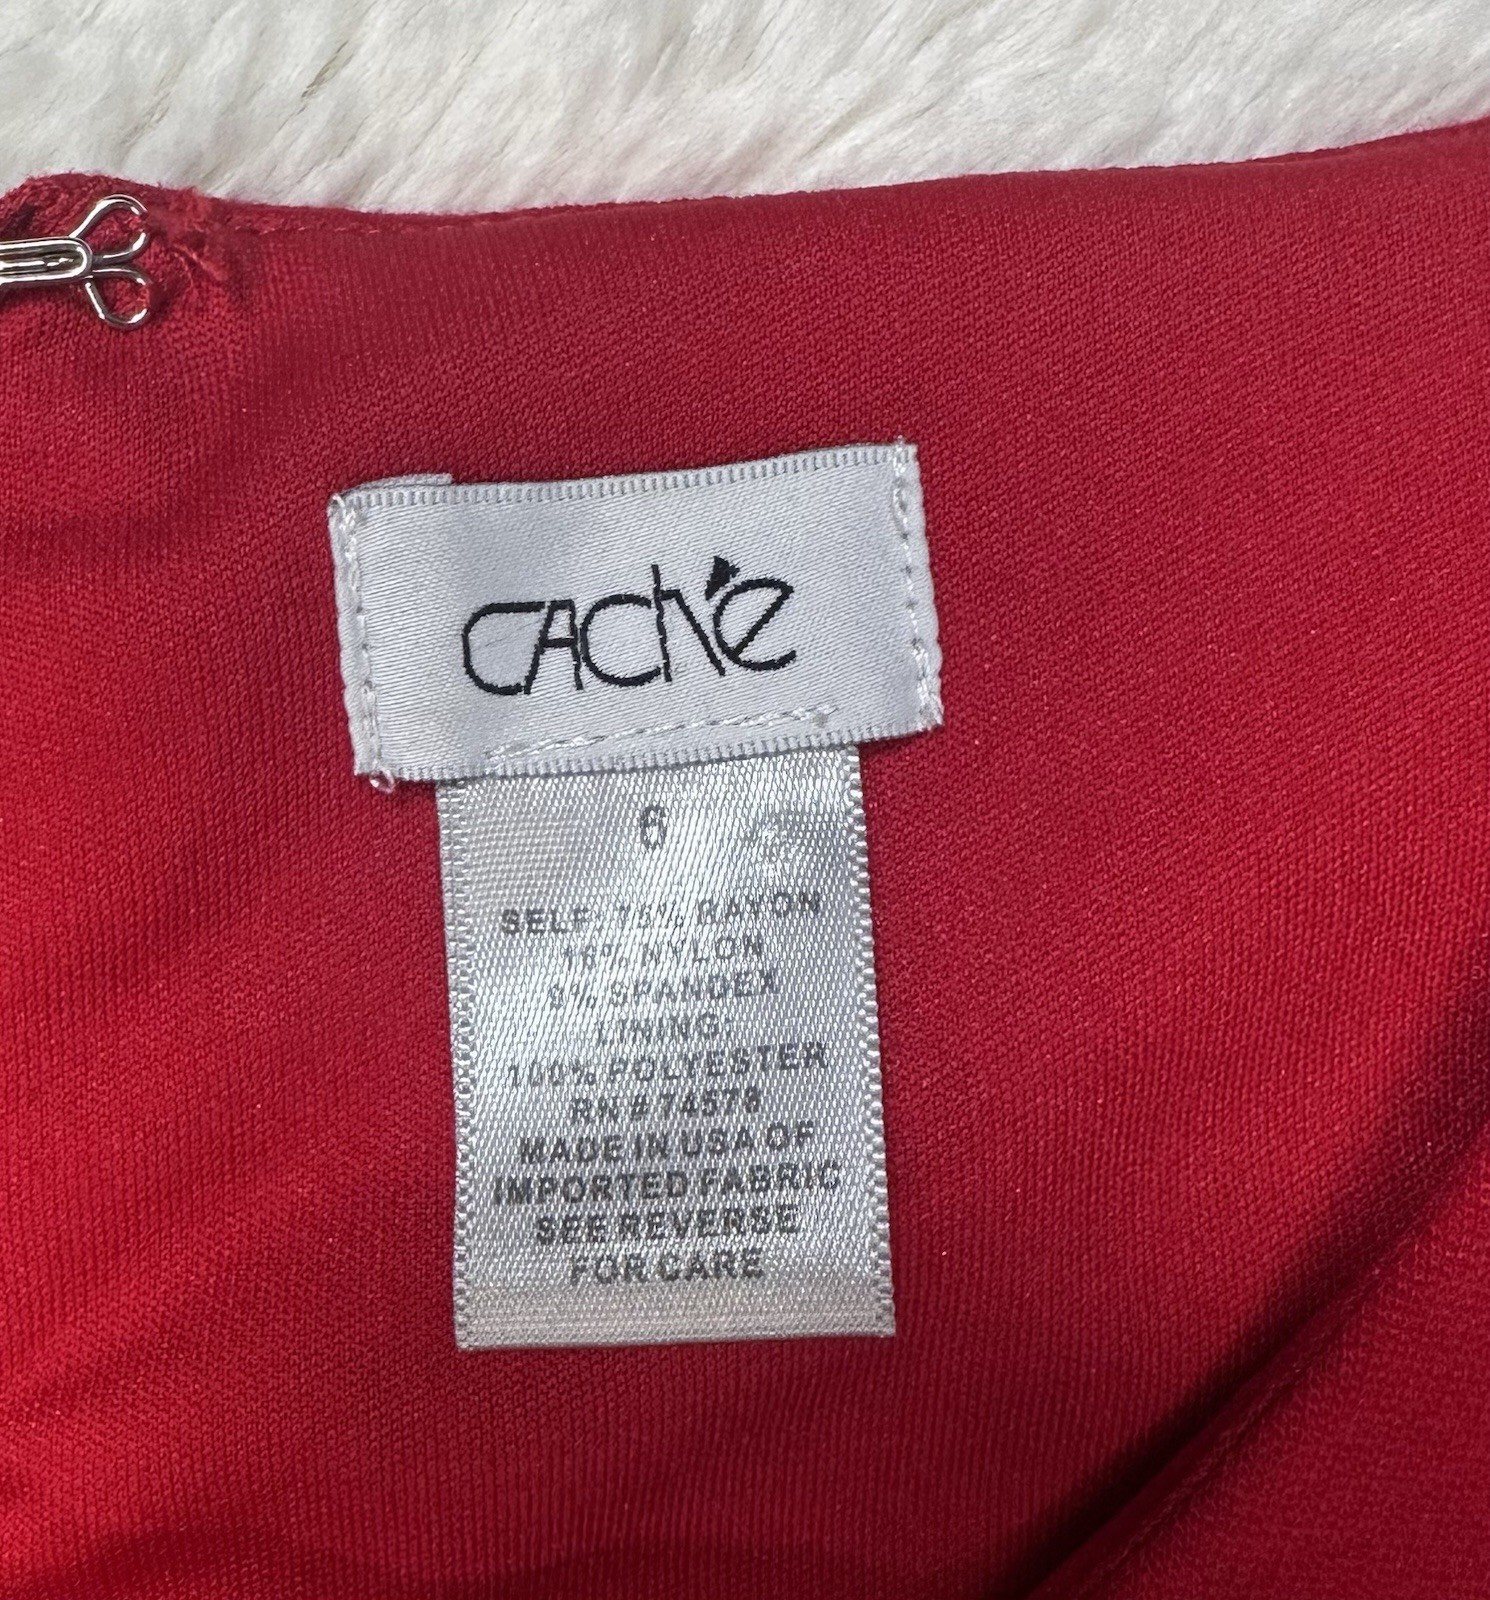 CACHÉ
6
SELF: 75% RAYON
16% NYLON
9% SPANDEX
LINING:
100% POLYESTER
RN # 74578
MADE IN USA OF
IMPORTED FABRIC
SEE REVERSE
FOR CARE